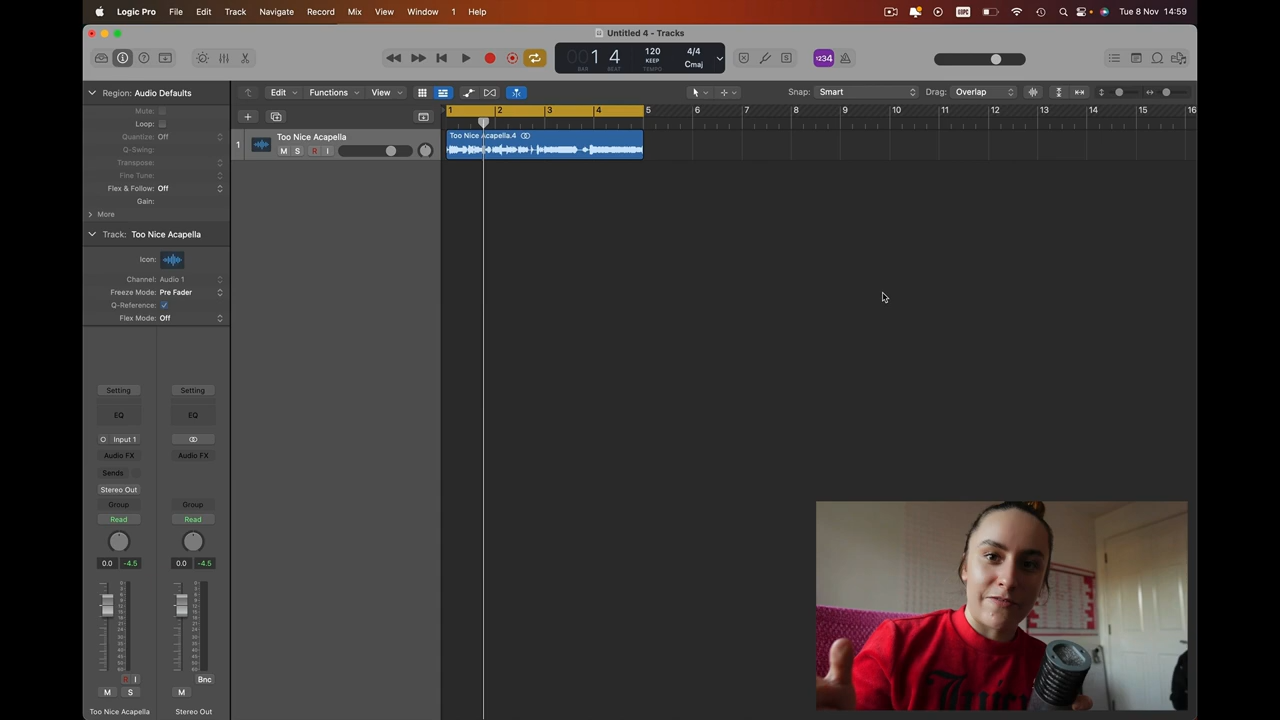 Logic Pro File Edit Track Navigate Record Mix View Window 1 Help Tue 8 Nov 14:59
Untitled 4 - Tracks
1 4 120 4/4
KEEP Cmaj
BAR BEAT TEMPO
1234
Region: Audio Defaults
Edit Functions View Snap: Smart Drag: Overlap
Mute:
Loop:
Quantize: Off
Q-Swing:
Transpose:
Fine Tune:
Flex & Follow: Off
Gain:
More
1 2 3 4 5 6 7 8 9 10 11 12 13 14 15 16
1 Too Nice Acapella
M S R I
Too Nice Acapella.4
Track: Too Nice Acapella
Icon:
Channel: Audio 1
Freeze Mode: Pre Fader
Q-Reference:
Flex Mode: Off
Setting Setting
EQ EQ
Input 1
Audio FX Audio FX
Sends
Stereo Out
Group Group
Read Read
0.0 -4.5 0.0 -4.5
R I Bnc
M S M
Too Nice Acapella Stereo Out